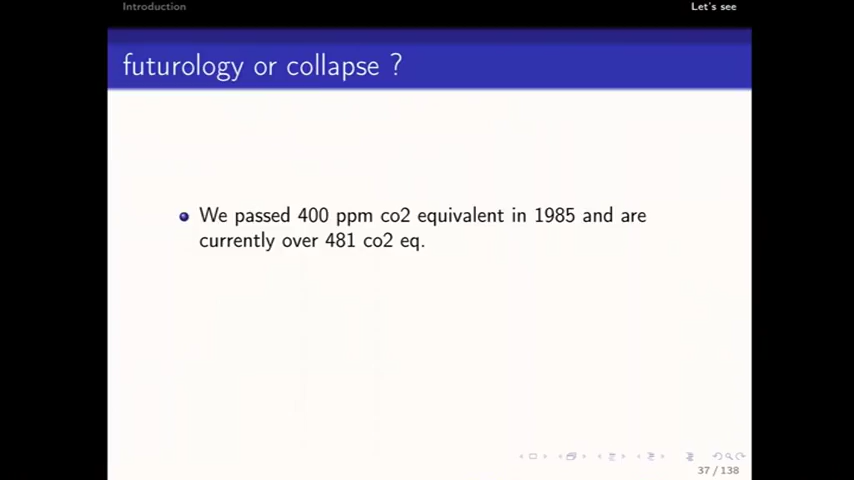 Introduction
Let's see
futurology or collapse ?
We passed 400 ppm co2 equivalent in 1985 and are
currently over 481 co2 eq.
37 / 138